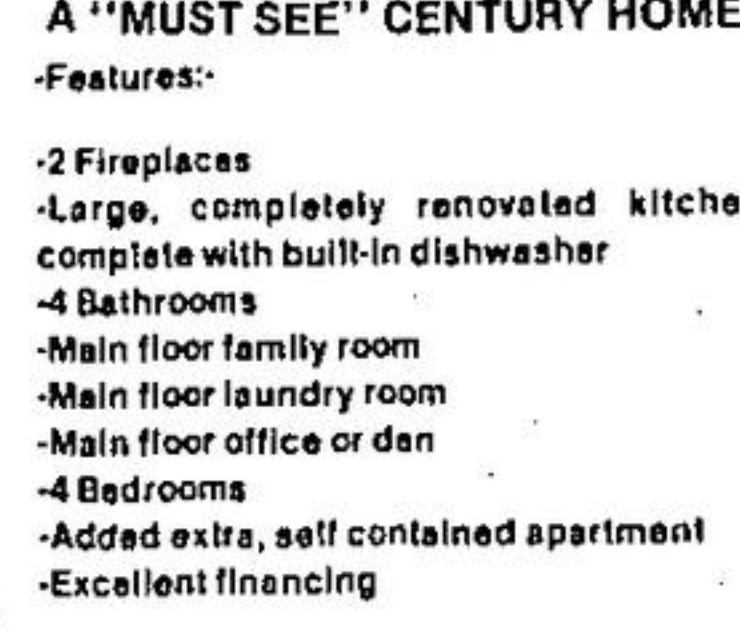 A "MUST SEE" CENTURY HOME
-Features:-
-2 Fireplaces
-Large, completely renovated kitche
complete with built-in dishwasher
-4 Bathrooms
-Main floor family room
-Main floor laundry room
-Main floor office or den
-4 Bedrooms
-Added extra, self contained apartment
-Excellent financing